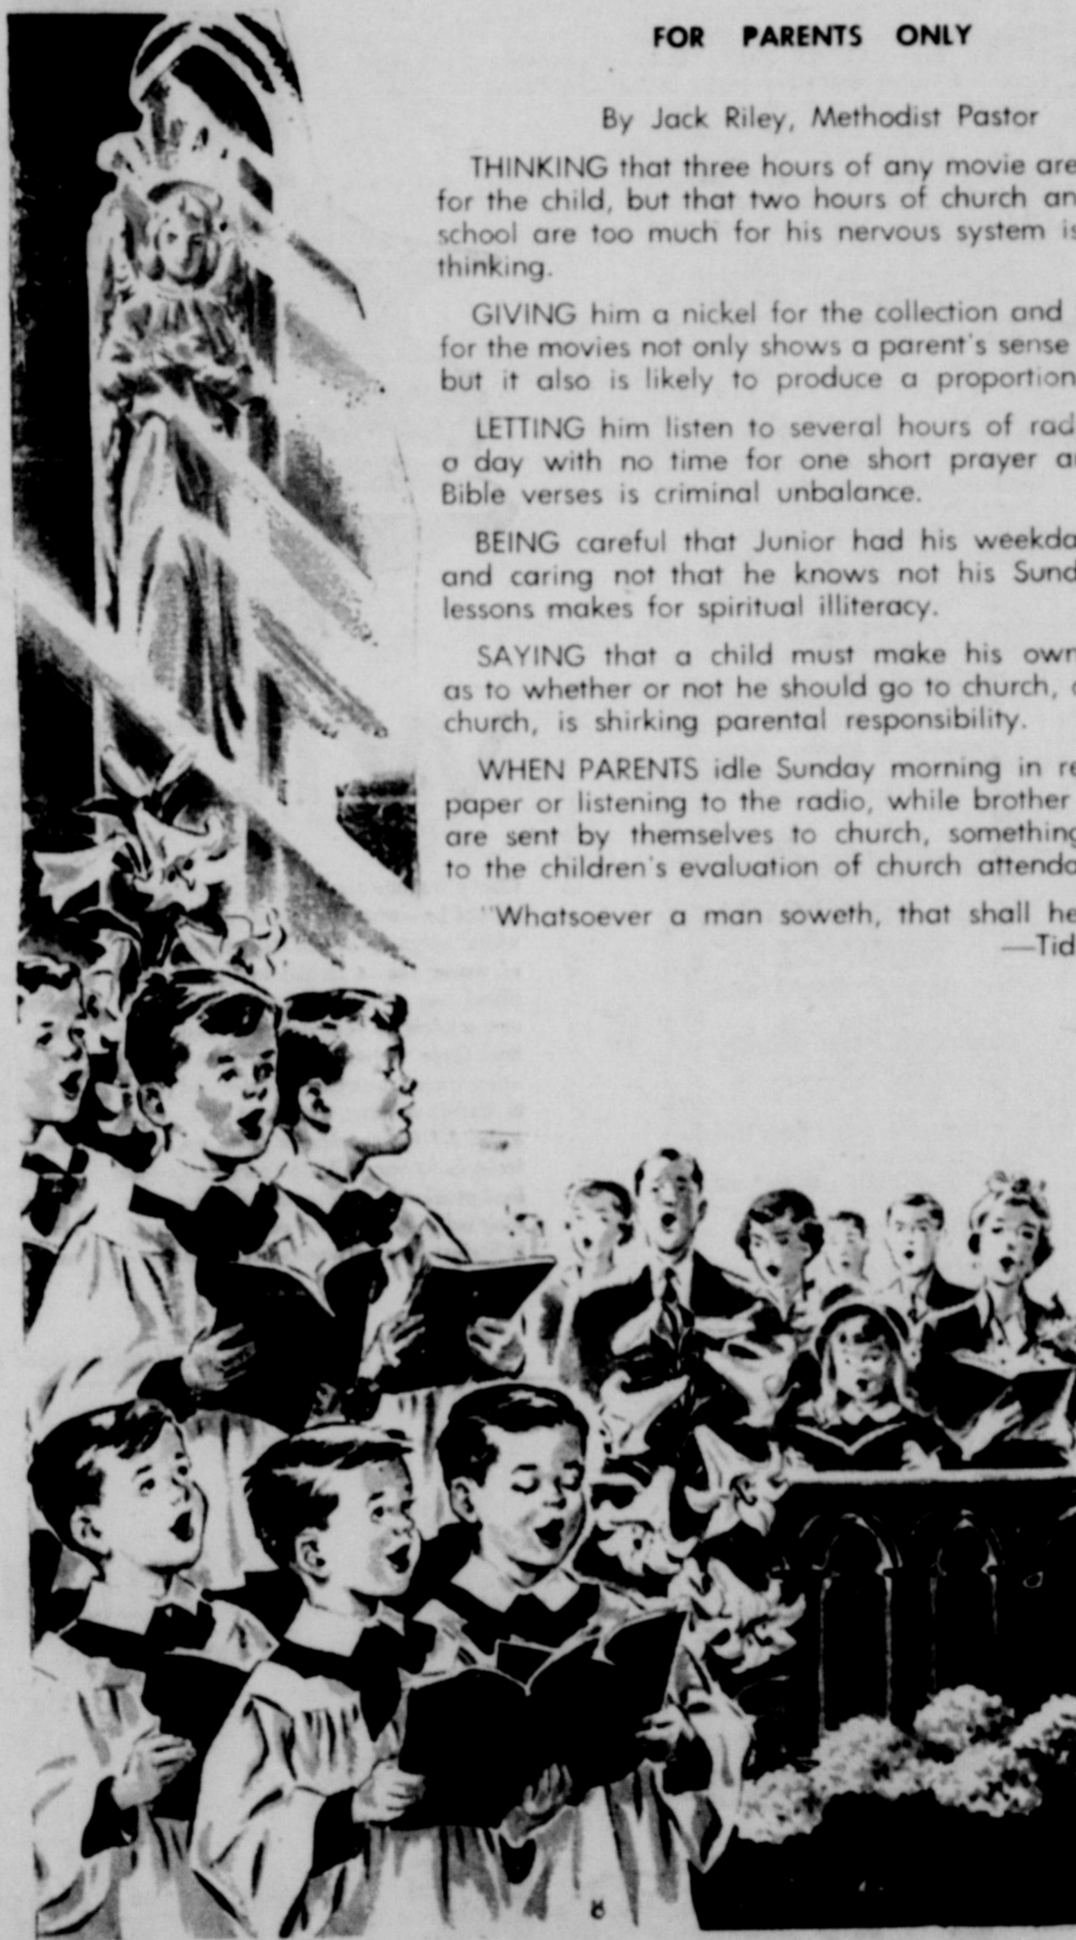 FOR PARENTS ONLY
By Jack Riley, Methodist Pastor
THINKING that three hours of any movie are
for the child, but that two hours of church an
school are too much for his nervous system is
thinking.
GIVING him a nickel for the collection and
for the movies not only shows a parent's sense
but it also is likely to produce a proportion
LETTING him listen to several hours of rad
a day with no time for one short prayer a
Bible verses is criminal unbalance.
BEING careful that Junior had his weekda
and caring not that he knows not his Sund
lessons makes for spiritual illiteracy.
SAYING that a child must make his own
as to whether or not he should go to church,
church, is shirking parental responsibility.
WHEN PARENTS idle Sunday morning in re
paper or listening to the radio, while brother
are sent by themselves to church, something
to the children's evaluation of church attenda
"Whatsoever a man soweth, that shall he
—Tid